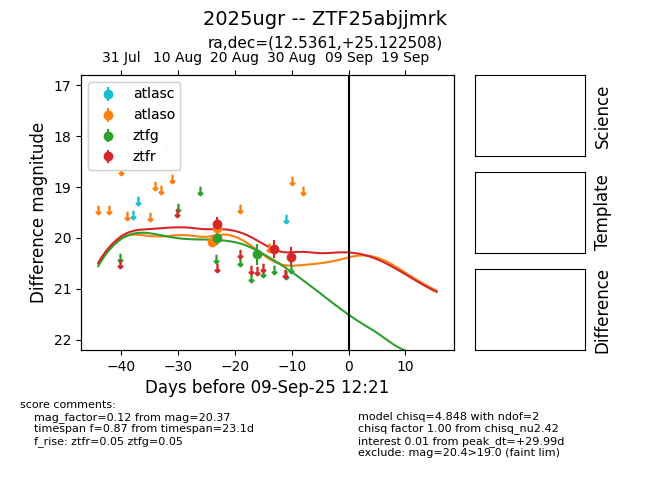 2025ugr -- ZTF25abjjmrk
ra,dec=(12.5361,+25.122508)
31 Jul 10 Aug 20 Aug 30 Aug 09 Sep 19 Sep
atlasc
atlaso
ztfg
ztfr
17
18
19
20
21
22
Difference magnitude
−40 −30 −20 −10 0 10
Days before 09-Sep-25 12:21
Science
Template
Difference
score comments:
mag_factor=0.12 from mag=20.37
timespan f=0.87 from timespan=23.1d
f_rise: ztfr=0.05 ztfg=0.05
model chisq=4.848 with ndof=2
chisq factor 1.00 from chisq_nu2.42
interest 0.01 from peak_dt=+29.99d
exclude: mag=20.4>19.0 (faint lim)